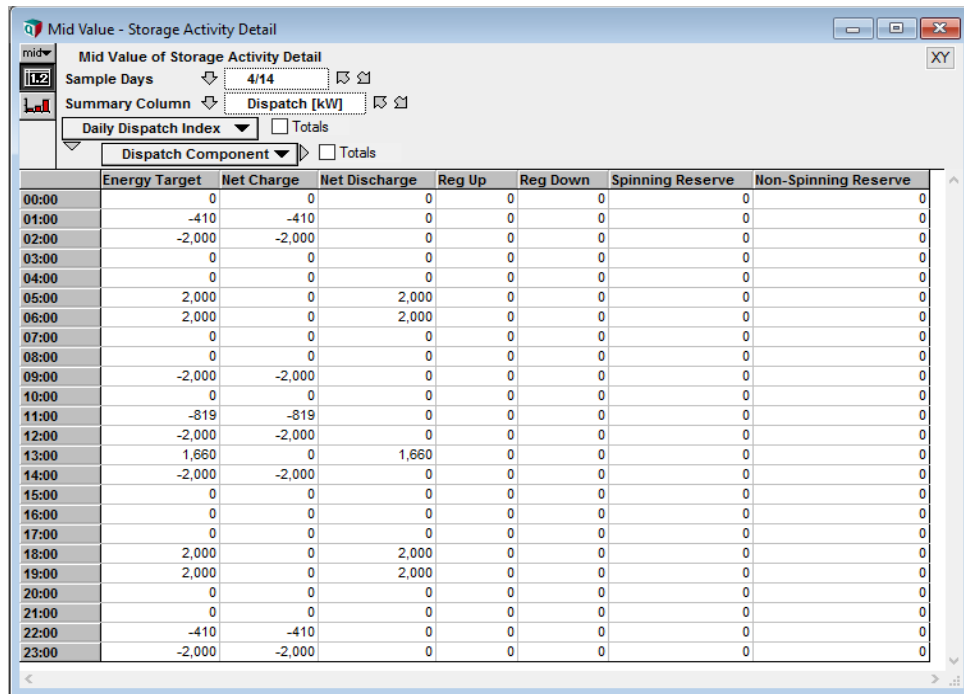 Mid Value - Storage Activity Detail
mid
Mid Value of Storage Activity Detail
XY
1.2
Sample Days 4/14
Summary Column Dispatch [kW]
Daily Dispatch Index Totals
Dispatch Component Totals
Energy Target Net Charge Net Discharge Reg Up Reg Down Spinning Reserve Non-Spinning Reserve
00:00 0 0 0 0 0 0 0
01:00 -410 -410 0 0 0 0 0
02:00 -2,000 -2,000 0 0 0 0 0
03:00 0 0 0 0 0 0 0
04:00 0 0 0 0 0 0 0
05:00 2,000 0 2,000 0 0 0 0
06:00 2,000 0 2,000 0 0 0 0
07:00 0 0 0 0 0 0 0
08:00 0 0 0 0 0 0 0
09:00 -2,000 -2,000 0 0 0 0 0
10:00 0 0 0 0 0 0 0
11:00 -819 -819 0 0 0 0 0
12:00 -2,000 -2,000 0 0 0 0 0
13:00 1,660 0 1,660 0 0 0 0
14:00 -2,000 -2,000 0 0 0 0 0
15:00 0 0 0 0 0 0 0
16:00 0 0 0 0 0 0 0
17:00 0 0 0 0 0 0 0
18:00 2,000 0 2,000 0 0 0 0
19:00 2,000 0 2,000 0 0 0 0
20:00 0 0 0 0 0 0 0
21:00 0 0 0 0 0 0 0
22:00 -410 -410 0 0 0 0 0
23:00 -2,000 -2,000 0 0 0 0 0